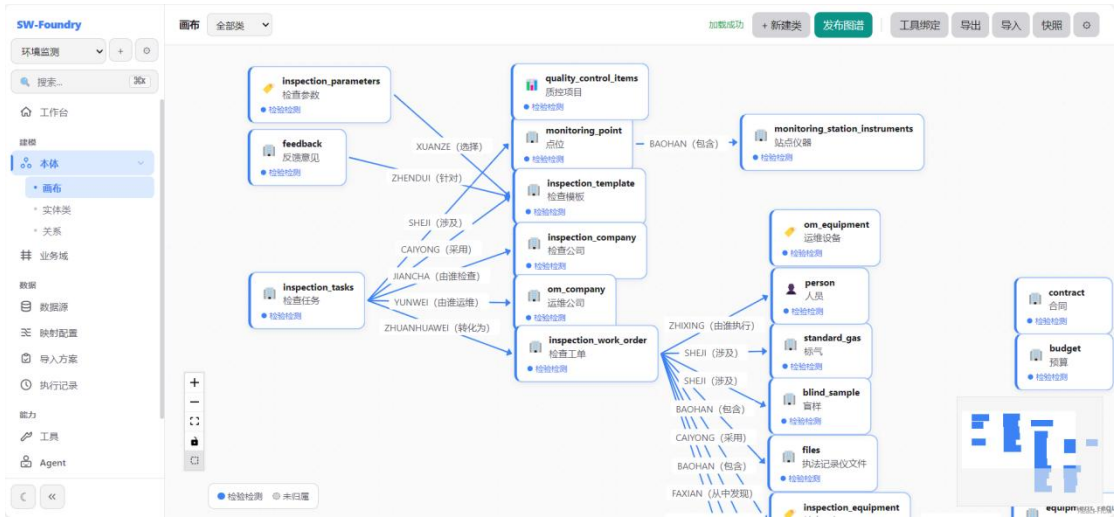 SW-Foundry
环境监测
搜索...
⌘K
工作台
建模
本体
画布
实体类
关系
业务域
数据
数据源
映射配置
导入方案
执行记录
能力
工具
Agent
画布 全部类
加载成功 + 新建类 发布图谱 工具绑定 导出 导入 快照
inspection_parameters
检查参数
检验检测
feedback
反馈意见
检验检测
inspection_tasks
检查任务
检验检测
XUANZE（选择）
ZHENDUI（针对）
SHEJI（涉及）
CAIYONG（采用）
JIANCHA（由谁检查）
YUNWEI（由谁运维）
ZHUANHUAWEI（转化为）
quality_control_items
质控项目
检验检测
monitoring_point
点位
检验检测
inspection_template
检查模板
检验检测
inspection_company
检查公司
检验检测
om_company
运维公司
检验检测
inspection_work_order
检查工单
检验检测
BAOHAN（包含）
monitoring_station_instruments
站点仪器
检验检测
ZHIXING（由谁执行）
SHEJI（涉及）
SHEJI（涉及）
BAOHAN（包含）
CAIYONG（采用）
BAOHAN（包含）
FAXIAN（从中发现）
om_equipment
运维设备
检验检测
person
人员
检验检测
standard_gas
标气
检验检测
blind_sample
盲样
检验检测
files
执法记录仪文件
检验检测
inspection_equipment
contract
合同
检验检测
budget
预算
检验检测
检验检测 未归属